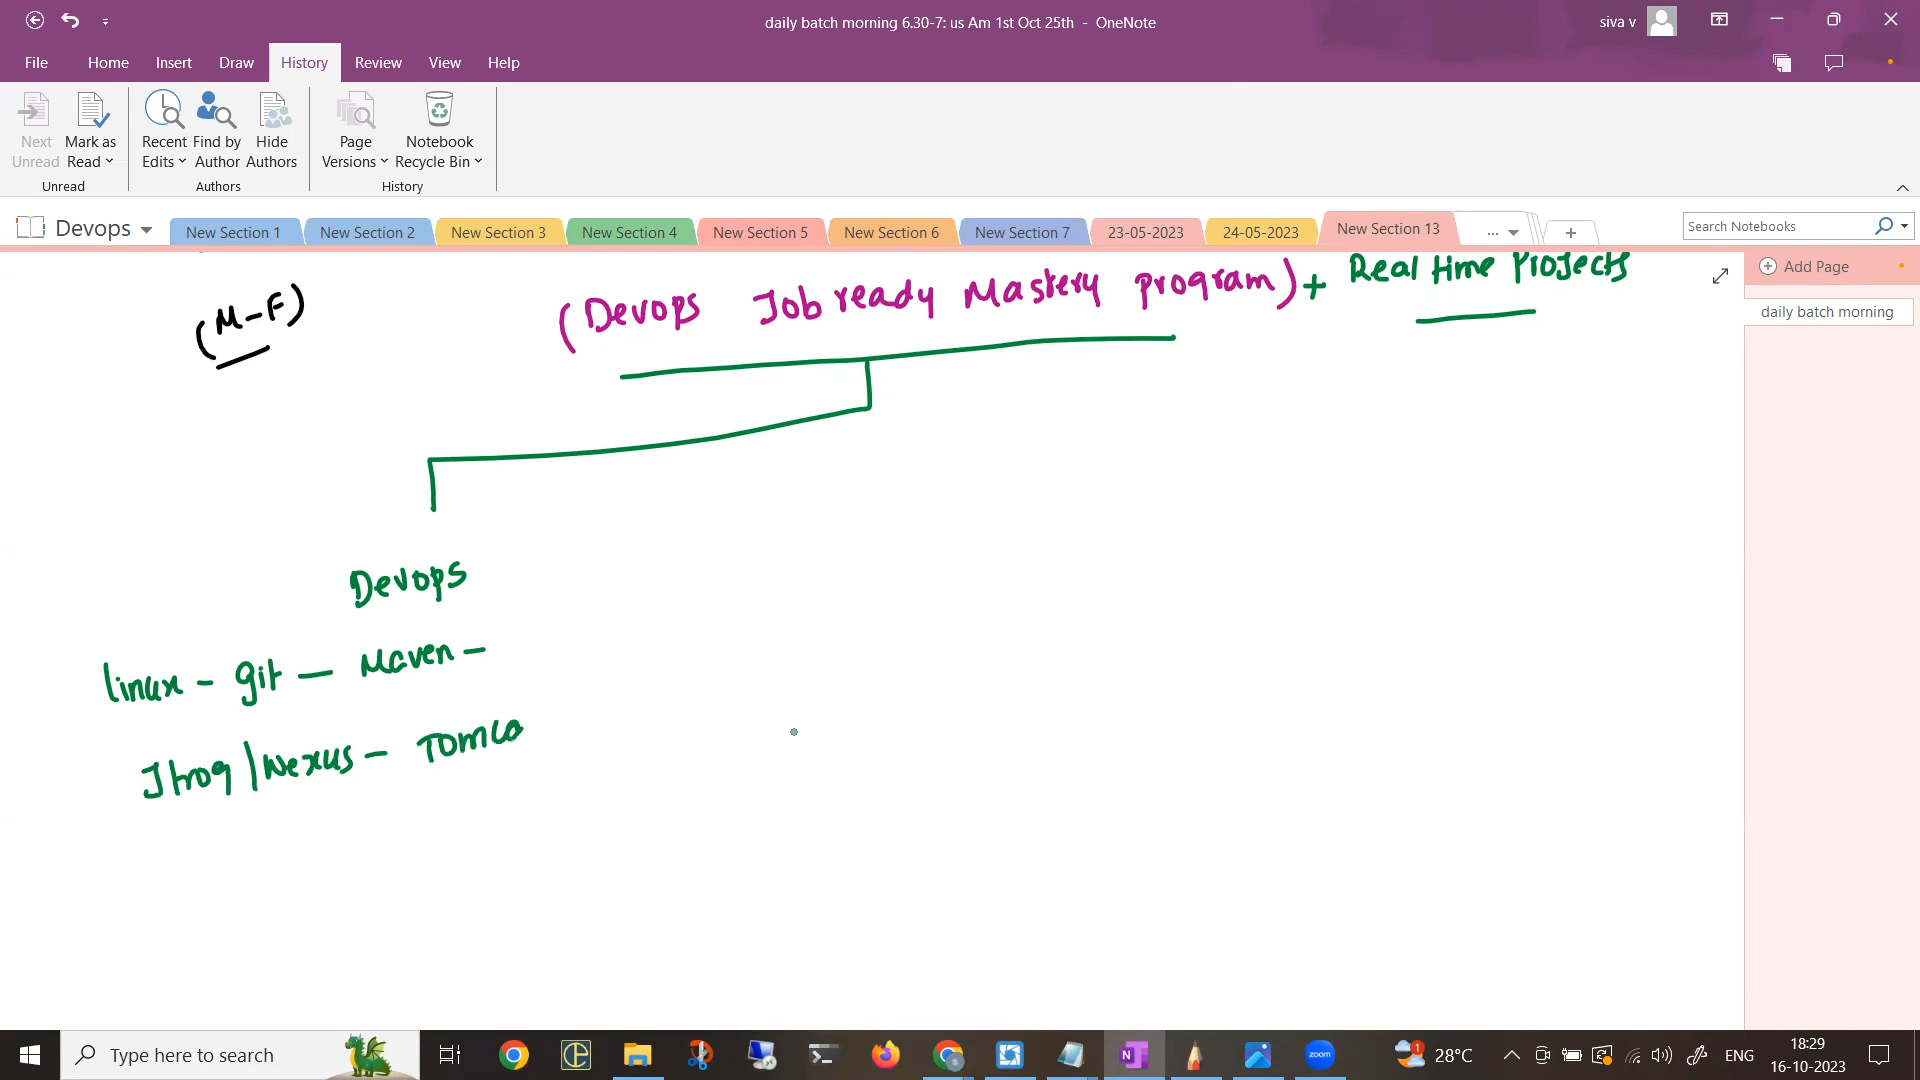 daily batch morning 6.30-7: us Am 1st Oct 25th - OneNote
siva v
File Home Insert Draw History Review View Help
Next Unread
Mark as Read
Recent Edits
Find by Author
Hide Authors
Page Versions
Notebook Recycle Bin
Unread Authors History
Devops New Section 1 New Section 2 New Section 3 New Section 4 New Section 5 New Section 6 New Section 7 23-05-2023 24-05-2023 New Section 13 ... + Search Notebooks
Add Page
daily batch morning
(M-F)
(Devops Job ready Mastery program) + Real time Projects
Devops
linux - git - Maven -
Jfrog | Nexus - Tomca
Type here to search
zoom
28°C
ENG
18:29
16-10-2023